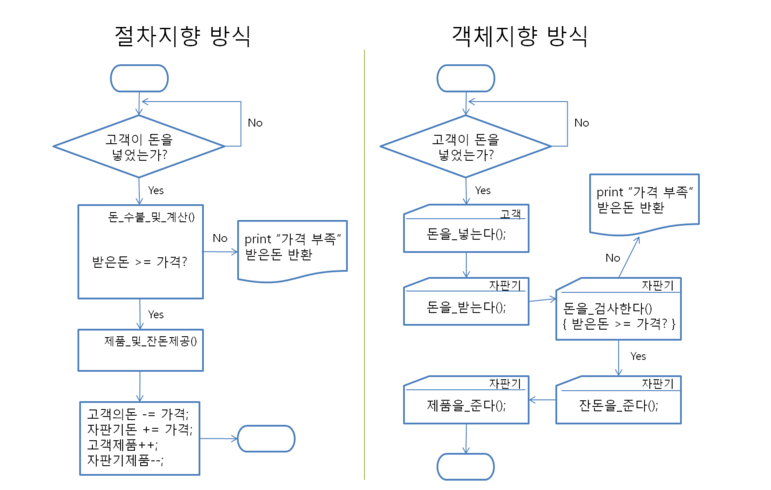 절차지향 방식
고객이 돈을
넣었는가?
No
Yes
돈_수불_및_계산()
받은돈 >= 가격?
No
print "가격 부족"
받은돈 반환
Yes
제품_및_잔돈제공()
고객의돈 -= 가격;
자판기돈 += 가격;
고객제품++;
자판기제품--;
객체지향 방식
고객이 돈을
넣었는가?
No
Yes
고객
돈을_넣는다();
자판기
돈을_받는다();
자판기
돈을_검사한다()
{ 받은돈 >= 가격? }
No
print "가격 부족"
받은돈 반환
Yes
자판기
잔돈을_준다();
자판기
제품을_준다();